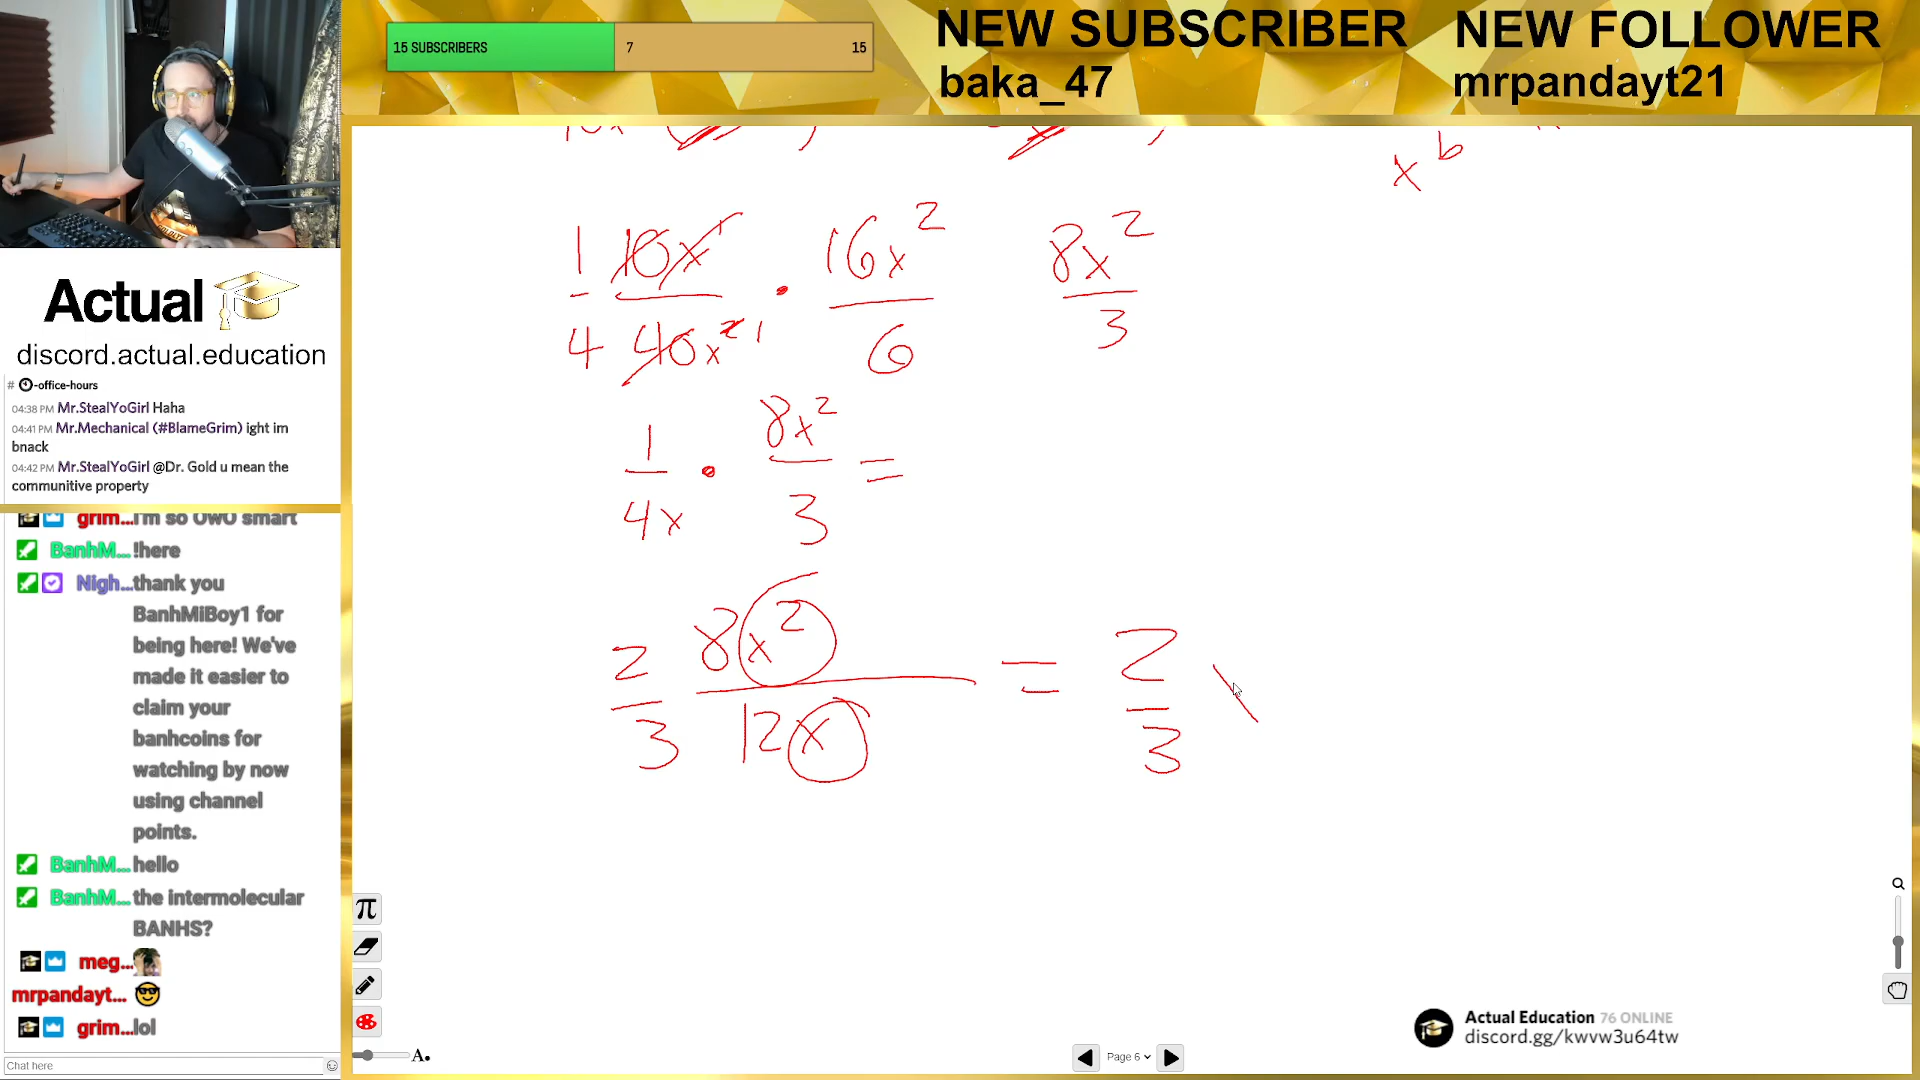 15 SUBSCRIBERS 7 15
NEW SUBSCRIBER
baka_47
NEW FOLLOWER
mrpandayt21
Actual
discord.actual.education
# -office-hours
04:38 PM Mr.StealYoGirl Haha
04:41 PM Mr.Mechanical (#BlameGrim) ight im
bnack
04:42 PM Mr.StealYoGirl @Dr. Gold u mean the
communitive property
grim...I'm so OWO smart
BanhM... !here
Nigh...thank you
BanhMiBoy1 for
being here! We've
made it easier to
claim your
banhcoins for
watching by now
using channel
points.
BanhM... hello
BanhM... the intermolecular
BANHS?
meg...
mrpandayt...
grim...lol
Chat here
x^b
1/4 10x^1/40x^2 1 · 16x^2/6 8x^2/3
1/4x · 8x^2/3 =
2/3 8x^2/12x = 2/3
π
A.
Page 6
Actual Education 76 ONLINE
discord.gg/kwvw3u64tw